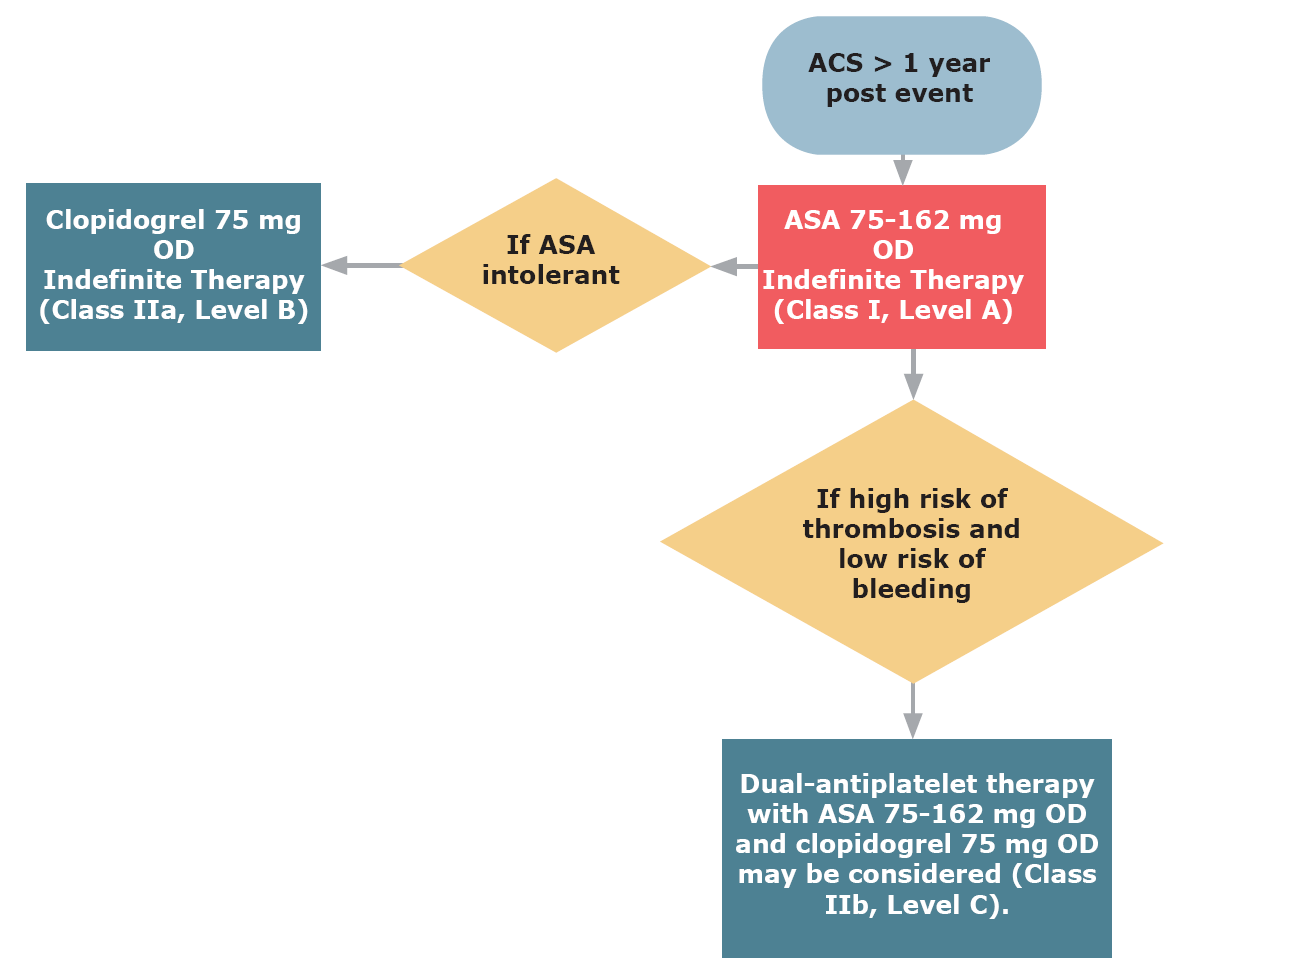 ACS > 1 year
post event
ASA 75-162 mg
OD
Indefinite Therapy
(Class I, Level A)
If ASA
intolerant
Clopidogrel 75 mg
OD
Indefinite Therapy
(Class IIa, Level B)
If high risk of
thrombosis and
low risk of
bleeding
Dual-antiplatelet therapy
with ASA 75-162 mg OD
and clopidogrel 75 mg OD
may be considered (Class
IIb, Level C).